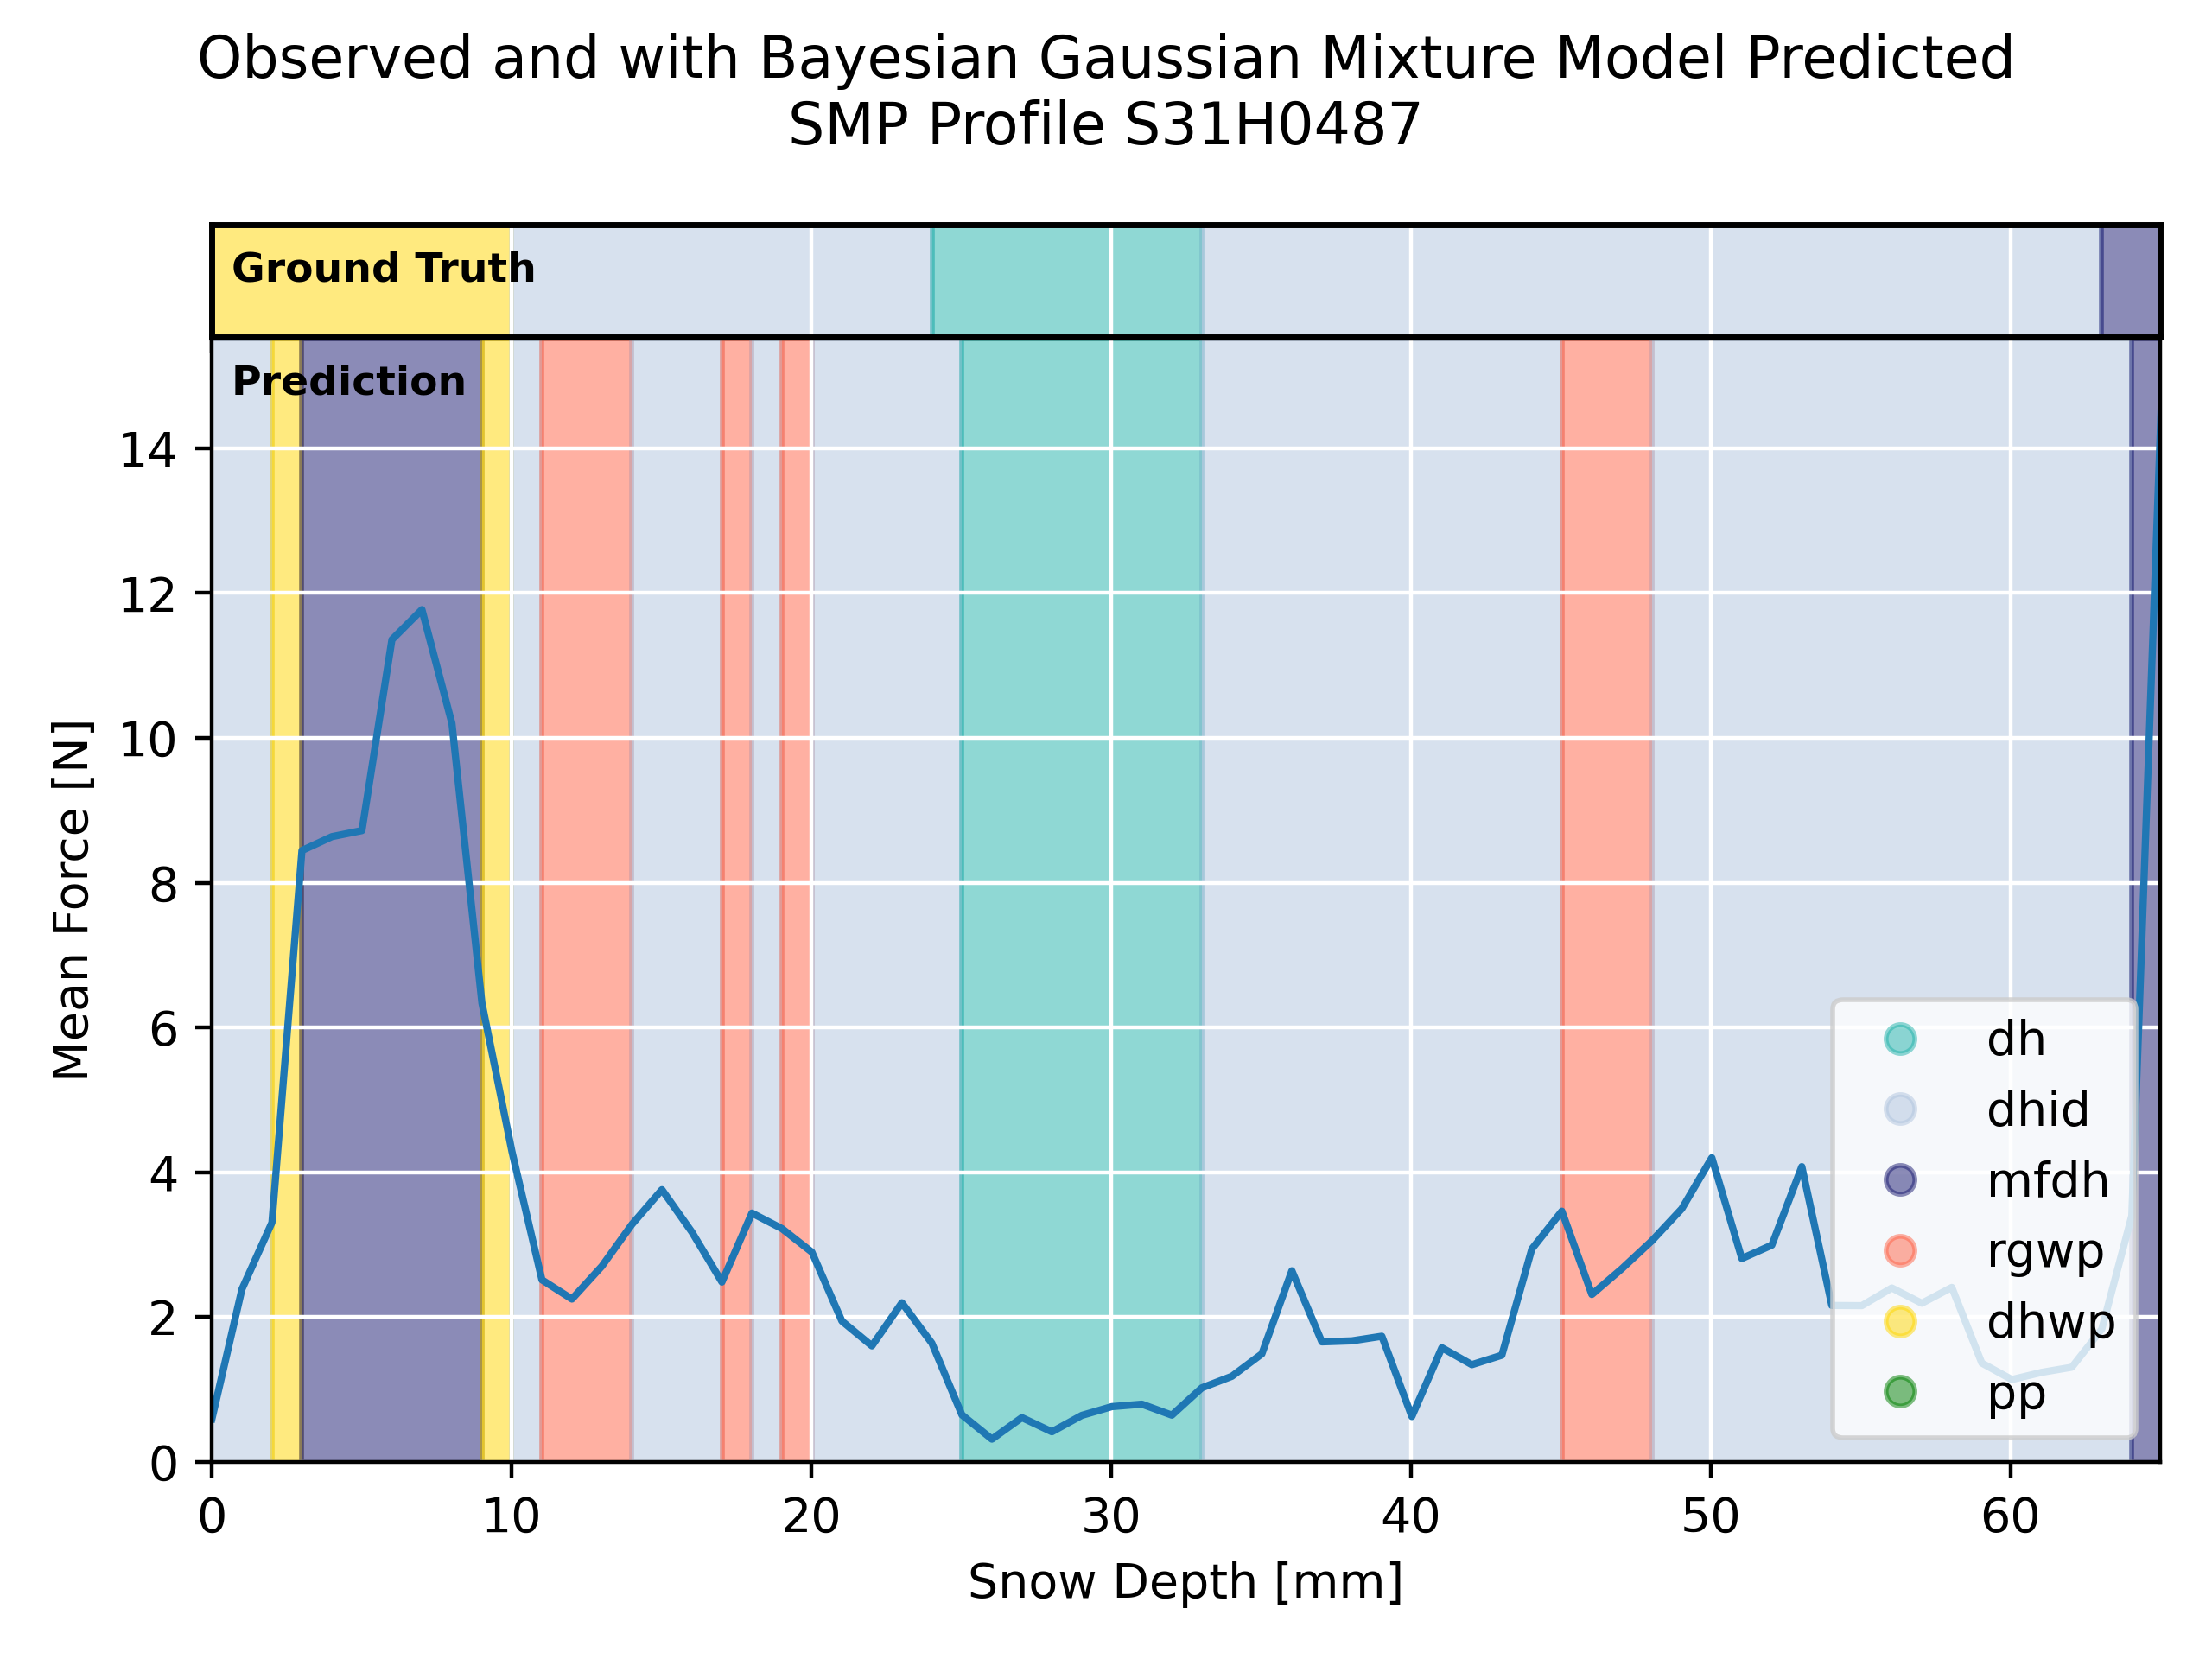 Observed and with Bayesian Gaussian Mixture Model Predicted
SMP Profile S31H0487
Ground Truth
Prediction
14
12
10
8
6
4
2
0
Mean Force [N]
dh
dhid
mfdh
rgwp
dhwp
pp
0 10 20 30 40 50 60
Snow Depth [mm]